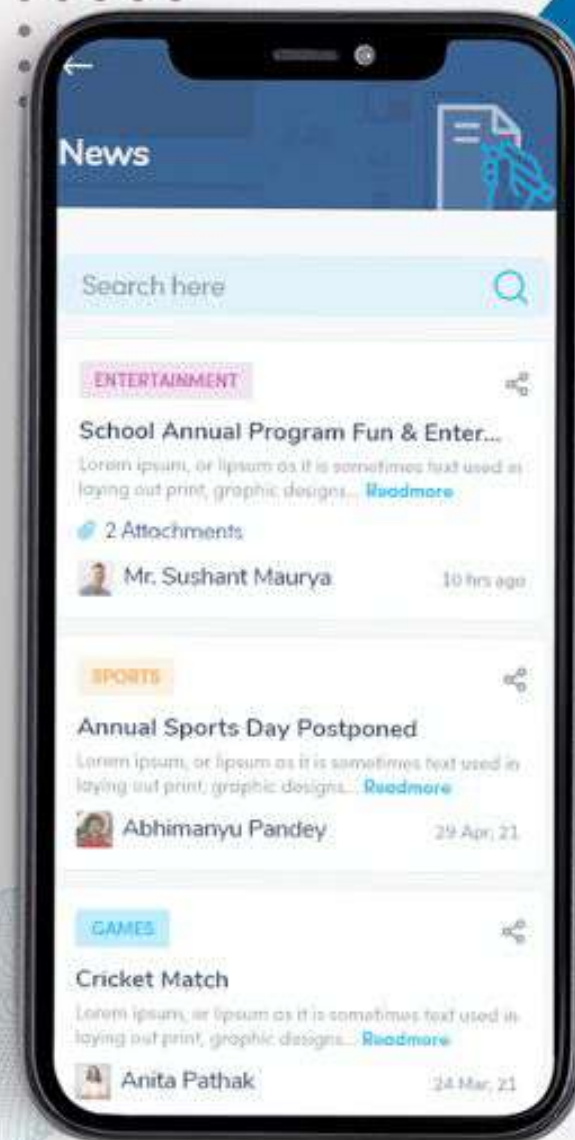 News
Search here
ENTERTAINMENT
School Annual Program Fun & Enter...
Lorem ipsum, or lipsum as it is sometimes text used in
laying out print, graphic designs... Readmore
2 Attachments
Mr. Sushant Maurya
10 hrs ago
SPORTS
Annual Sports Day Postponed
Lorem ipsum, or lipsum as it is sometimes text used in
laying out print, graphic designs... Readmore
Abhimanyu Pandey
29 Apr, 21
GAMES
Cricket Match
Lorem ipsum, or lipsum as it is sometimes text used in
laying out print, graphic designs... Readmore
Anita Pathak
24 Mar, 21